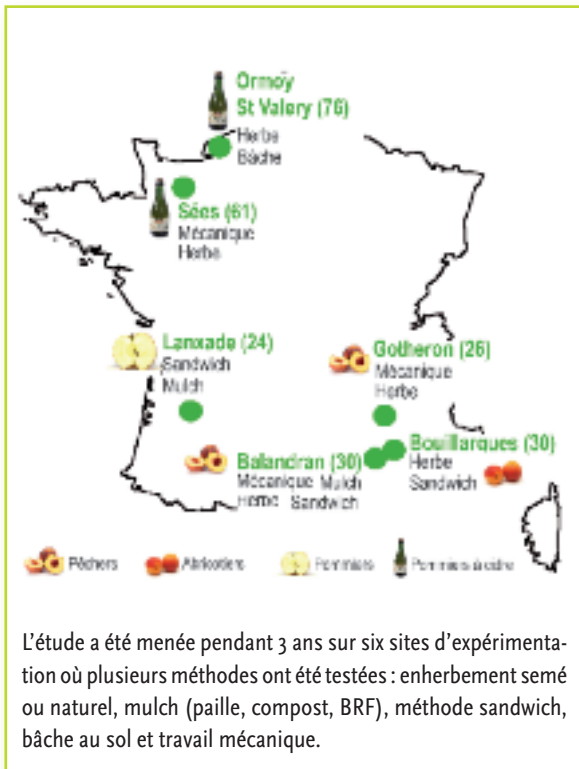 Ormoy
St Valery (76)
Herbe
Bâche
Sées (61)
Mécanique
Herbe
Lanxade (24)
Sandwich
Mulch
Gotheron (26)
Mécanique
Herbe
Balandran (30)
Mécanique Mulch
Herbe Sandwich
Bouillargues (30)
Herbe
Sandwich
Pêchers Abricotiers Pommiers Pommiers à cidre
L'étude a été menée pendant 3 ans sur six sites d'expérimenta-
tion où plusieurs méthodes ont été testées : enherbement semé
ou naturel, mulch (paille, compost, BRF), méthode sandwich,
bâche au sol et travail mécanique.